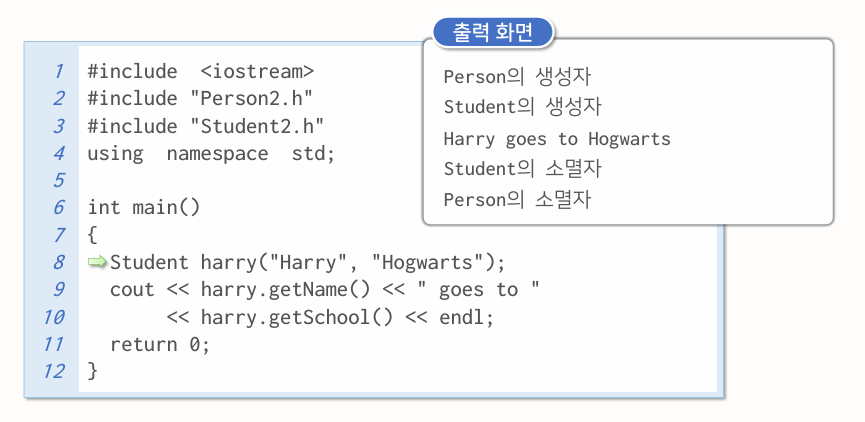 출력 화면
Person의 생성자
Student의 생성자
Harry goes to Hogwarts
Student의 소멸자
Person의 소멸자
1 #include  <iostream>
2 #include "Person2.h"
3 #include "Student2.h"
4 using  namespace  std;
5
6 int main()
7 {
8   Student harry("Harry", "Hogwarts");
9   cout << harry.getName() << " goes to "
10        << harry.getSchool() << endl;
11   return 0;
12 }